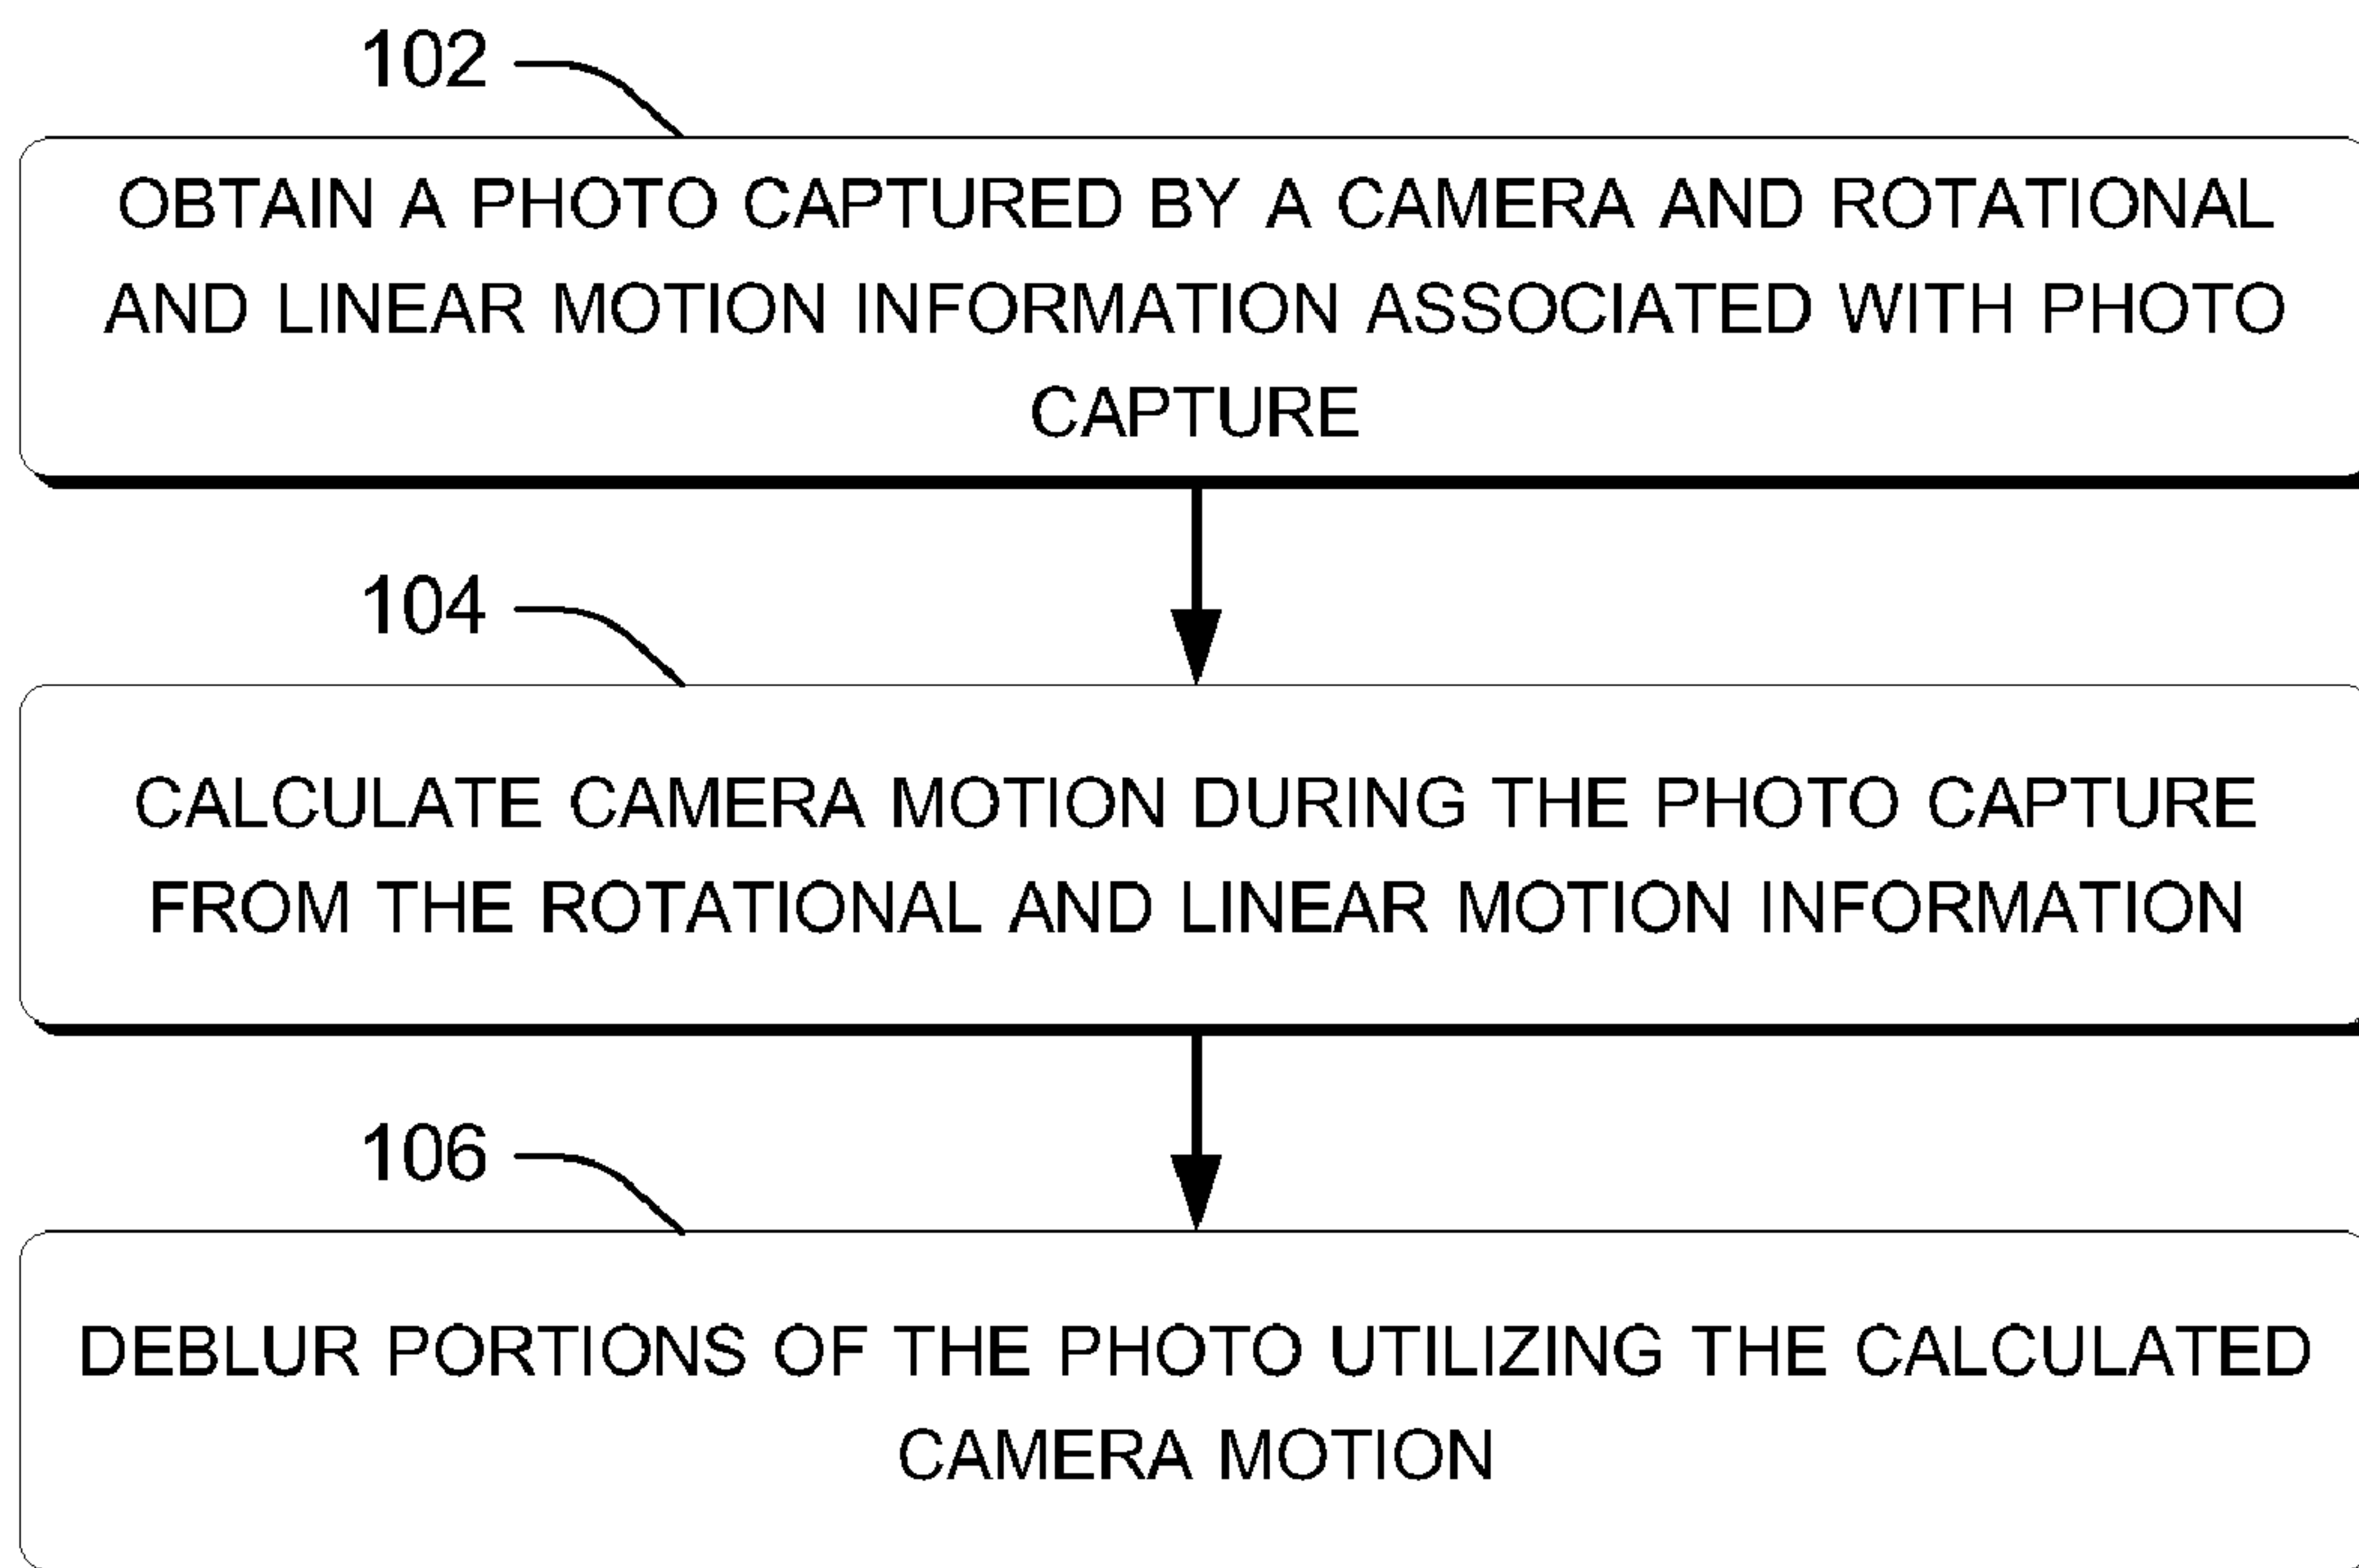 102
OBTAIN A PHOTO CAPTURED BY A CAMERA AND ROTATIONAL
AND LINEAR MOTION INFORMATION ASSOCIATED WITH PHOTO
CAPTURE
104
CALCULATE CAMERA MOTION DURING THE PHOTO CAPTURE
FROM THE ROTATIONAL AND LINEAR MOTION INFORMATION
106
DEBLUR PORTIONS OF THE PHOTO UTILIZING THE CALCULATED
CAMERA MOTION